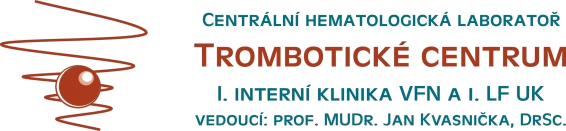 Centrální hematologická laboratoř
Trombotické centrum
I. interní klinika VFN a 1. LF UK
vedoucí: prof. MUDr. Jan Kvasnička, DrSc.